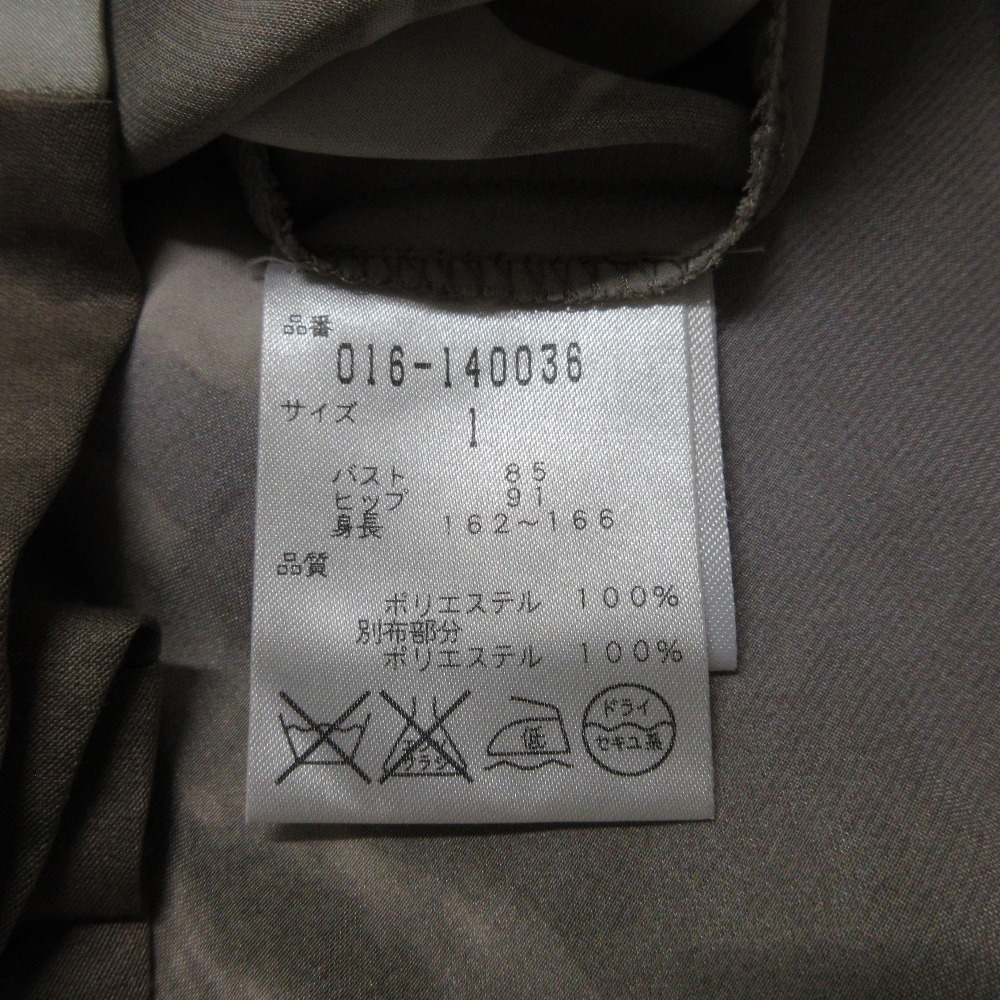 品番
016-140036
サイズ
1
バスト 85
ヒップ 91
身長 162~166
品質
ポリエステル 100%
別布部分
ポリエステル 100%
低
ドライ
セキユ系